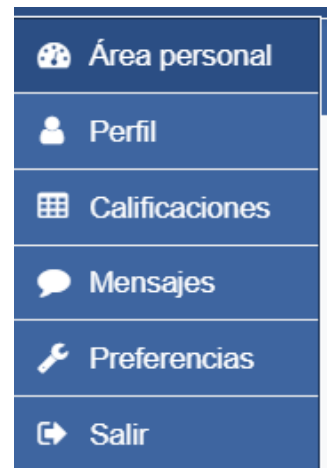 Área personal
Perfil
Calificaciones
Mensajes
Preferencias
Salir